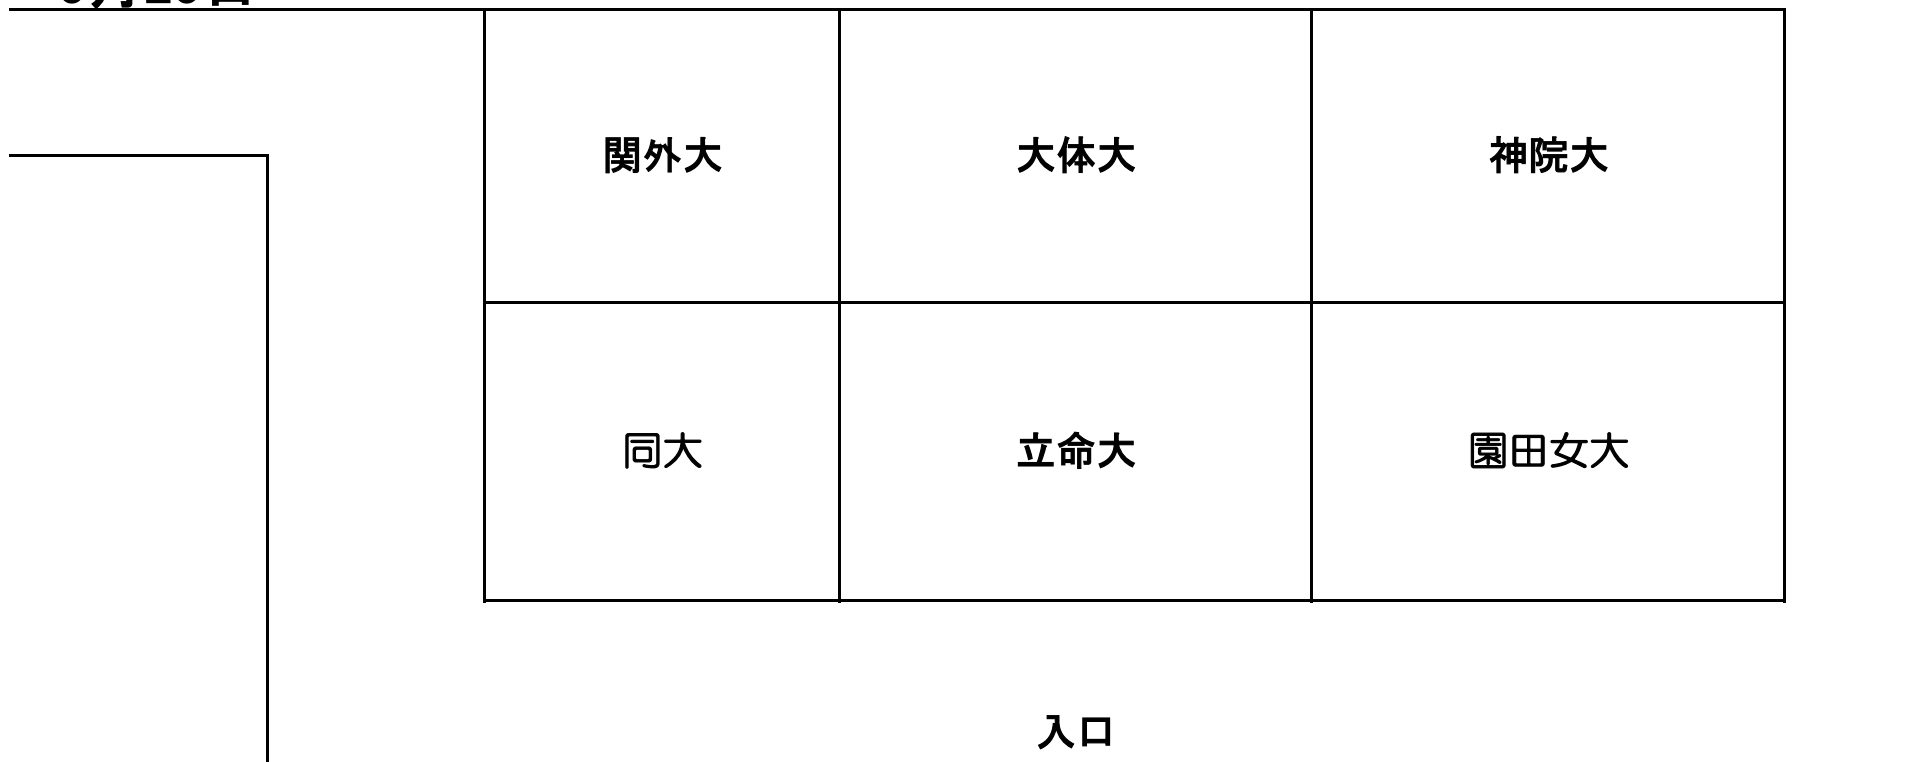 関外大 大体大 神院大
同大 立命大 園田女大
入口